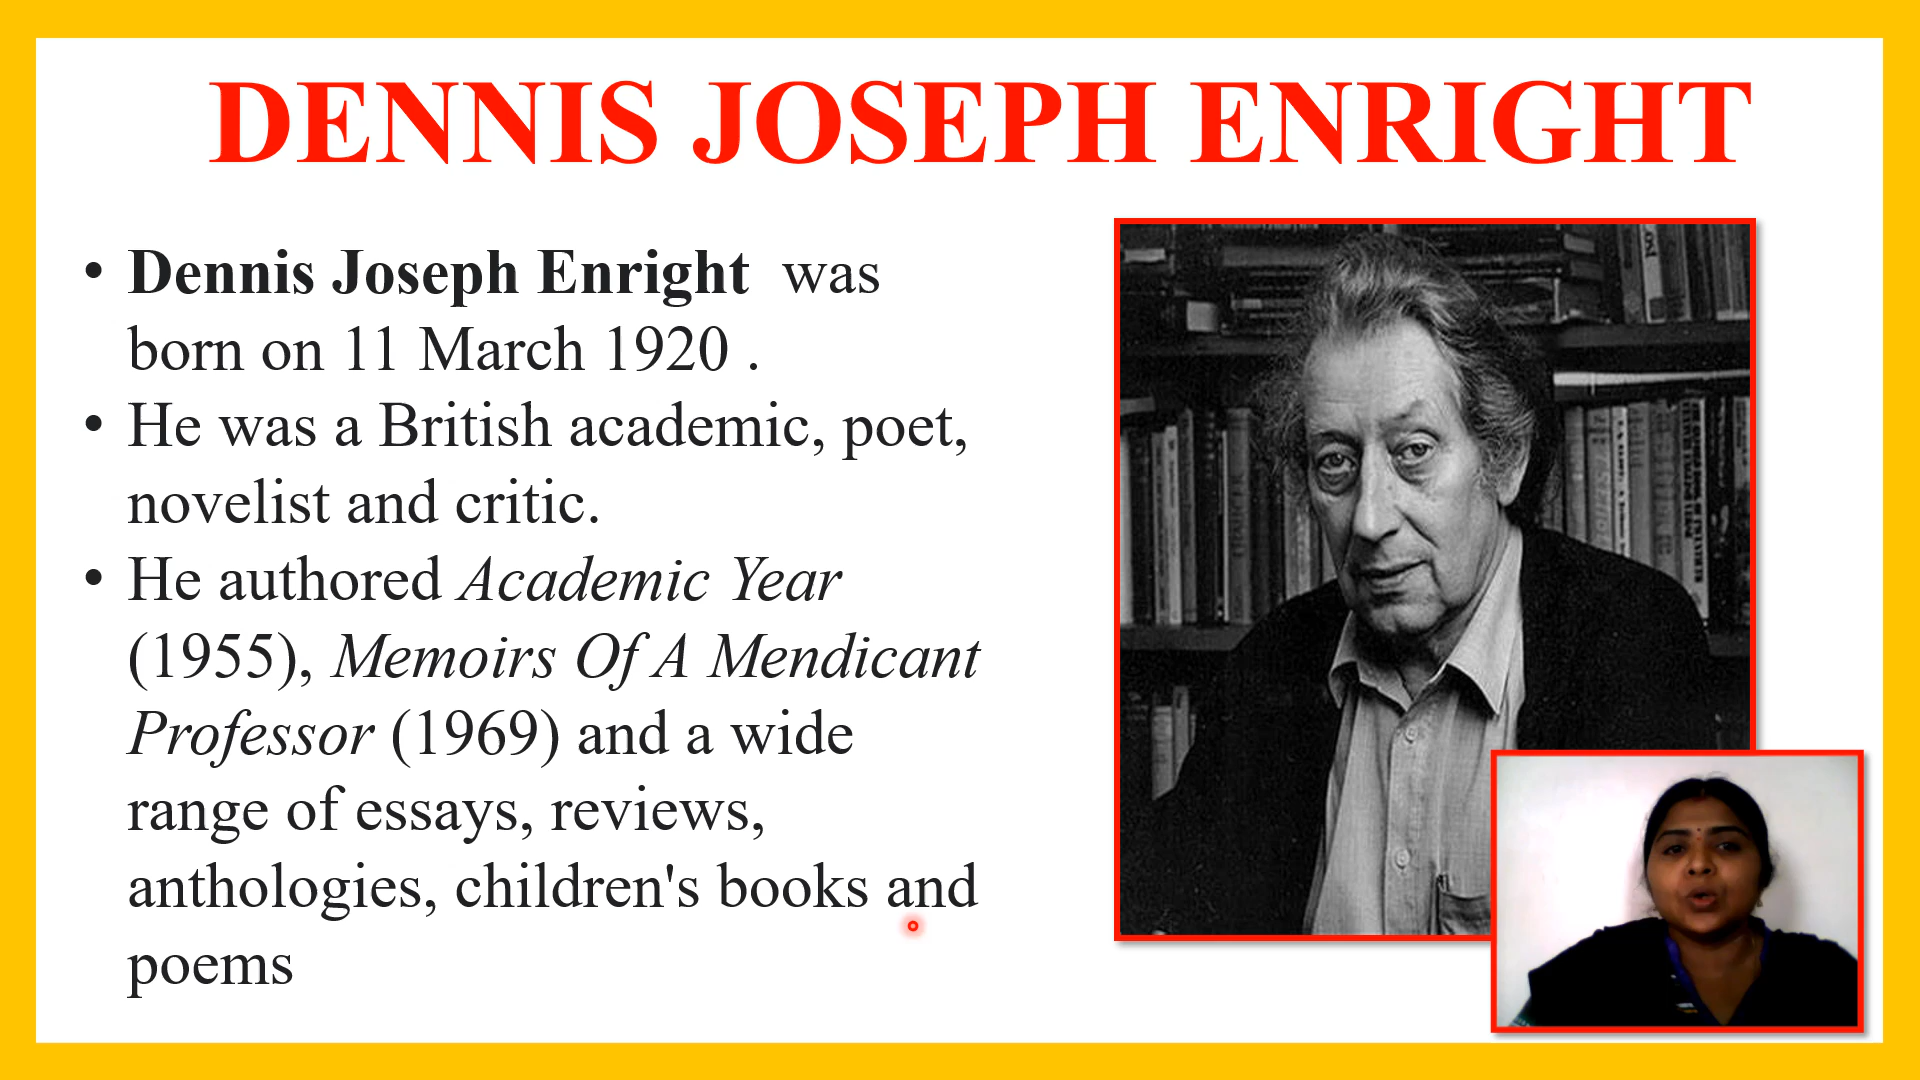 DENNIS JOSEPH ENRIGHT
• Dennis Joseph Enright was
born on 11 March 1920 .
• He was a British academic, poet,
novelist and critic.
• He authored Academic Year
(1955), Memoirs Of A Mendicant
Professor (1969) and a wide
range of essays, reviews,
anthologies, children's books and
poems